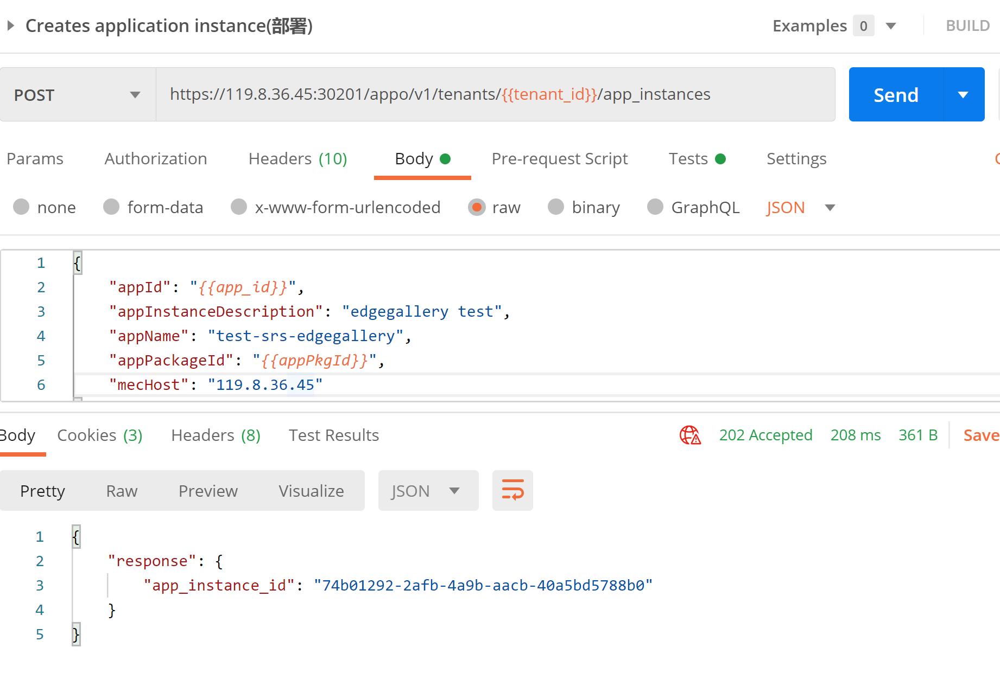 Creates application instance(部署)
Examples 0
BUILD
POST
https://119.8.36.45:30201/appo/v1/tenants/{{tenant_id}}/app_instances
Send
Params Authorization Headers (10) Body Pre-request Script Tests Settings
none form-data x-www-form-urlencoded raw binary GraphQL JSON
1 {
2 "appId": "{{app_id}}",
3 "appInstanceDescription": "edgegallery test",
4 "appName": "test-srs-edgegallery",
5 "appPackageId": "{{appPkgId}}",
6 "mecHost": "119.8.36.45"
Body Cookies (3) Headers (8) Test Results 202 Accepted 208 ms 361 B Save
Pretty Raw Preview Visualize JSON
1 {
2 "response": {
3 "app_instance_id": "74b01292-2afb-4a9b-aacb-40a5bd5788b0"
4 }
5 }